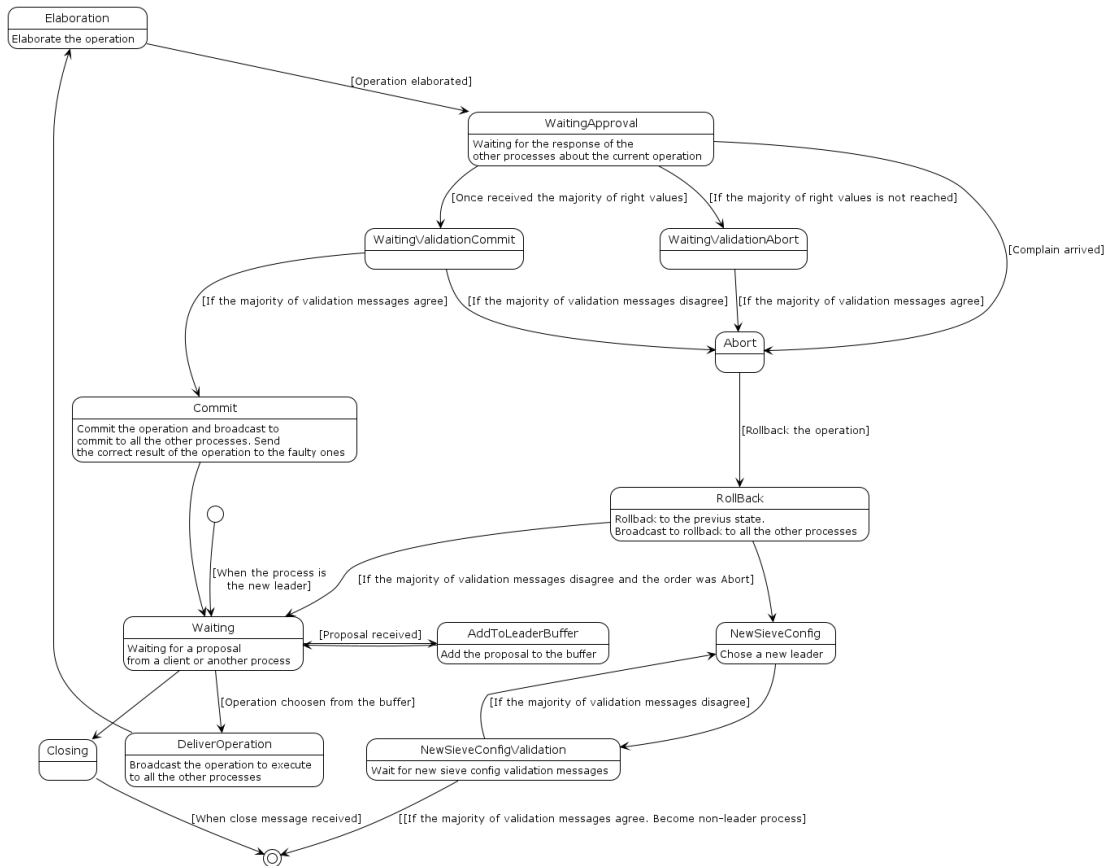 Elaboration
Elaborate the operation
[Operation elaborated]
WaitingApproval
Waiting for the response of the
other processes about the current operation
[Once received the majority of right values]
[If the majority of right values is not reached]
WaitingValidationCommit
WaitingValidationAbort
[Complain arrived]
[If the majority of validation messages agree]
[If the majority of validation messages disagree]
[If the majority of validation messages agree]
Abort
Commit
Commit the operation and broadcast to
commit to all the other processes. Send
the correct result of the operation to the faulty ones
[Rollback the operation]
RollBack
Rollback to the previus state.
Broadcast to rollback to all the other processes
[When the process is
the new leader]
[If the majority of validation messages disagree and the order was Abort]
Waiting
Waiting for a proposal
from a client or another process
[Proposal received]
AddToLeaderBuffer
Add the proposal to the buffer
NewSieveConfig
Chose a new leader
[Operation choosen from the buffer]
[If the majority of validation messages disagree]
Closing
DeliverOperation
Broadcast the operation to execute
to all the other processes
NewSieveConfigValidation
Wait for new sieve config validation messages
[When close message received]
[[If the majority of validation messages agree. Become non-leader process]